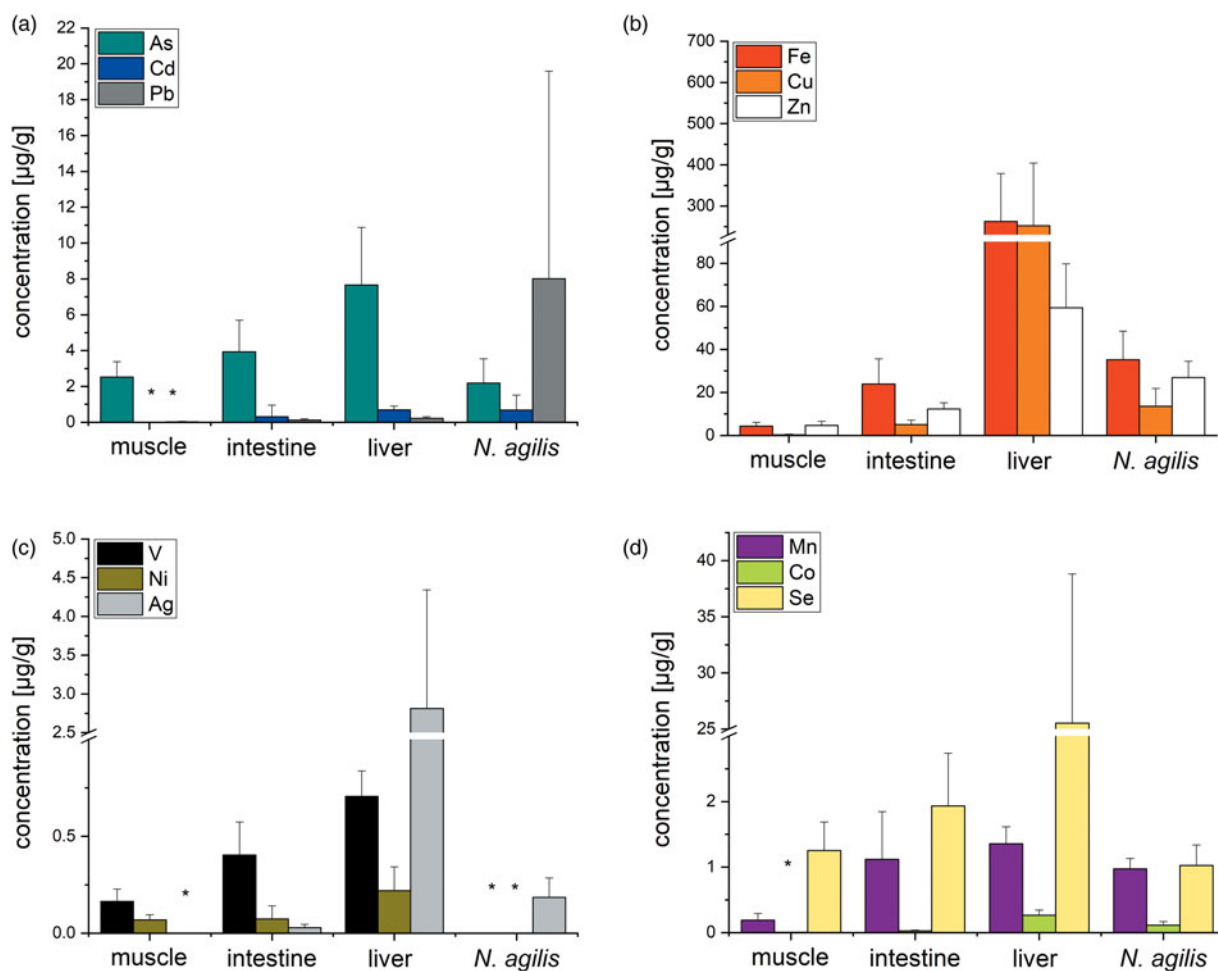 (a)
As
Cd
Pb
concentration [µg/g]
22
20
18
16
14
12
10
8
6
4
2
0
* *
muscle intestine liver N. agilis
(b)
Fe
Cu
Zn
concentration [µg/g]
700
600
500
400
300
80
60
40
20
0
muscle intestine liver N. agilis
(c)
V
Ni
Ag
concentration [µg/g]
5.0
4.5
4.0
3.5
3.0
2.5
0.5
0.0
*
* *
muscle intestine liver N. agilis
(d)
Mn
Co
Se
concentration [µg/g]
40
35
30
25
2
1
0
*
muscle intestine liver N. agilis